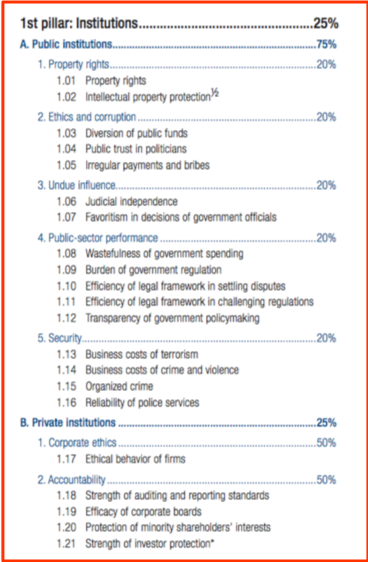 1st pillar: Institutions..................................................25%
A. Public institutions.............................................................75%
1. Property rights...............................................................20%
1.01 Property rights
1.02 Intellectual property protection½
2. Ethics and corruption......................................................20%
1.03 Diversion of public funds
1.04 Public trust in politicians
1.05 Irregular payments and bribes
3. Undue influence.............................................................20%
1.06 Judicial independence
1.07 Favoritism in decisions of government officials
4. Public-sector performance..............................................20%
1.08 Wastefulness of government spending
1.09 Burden of government regulation
1.10 Efficiency of legal framework in settling disputes
1.11 Efficiency of legal framework in challenging regulations
1.12 Transparency of government policymaking
5. Security.........................................................................20%
1.13 Business costs of terrorism
1.14 Business costs of crime and violence
1.15 Organized crime
1.16 Reliability of police services
B. Private institutions............................................................25%
1. Corporate ethics.............................................................50%
1.17 Ethical behavior of firms
2. Accountability.................................................................50%
1.18 Strength of auditing and reporting standards
1.19 Efficacy of corporate boards
1.20 Protection of minority shareholders' interests
1.21 Strength of investor protection*